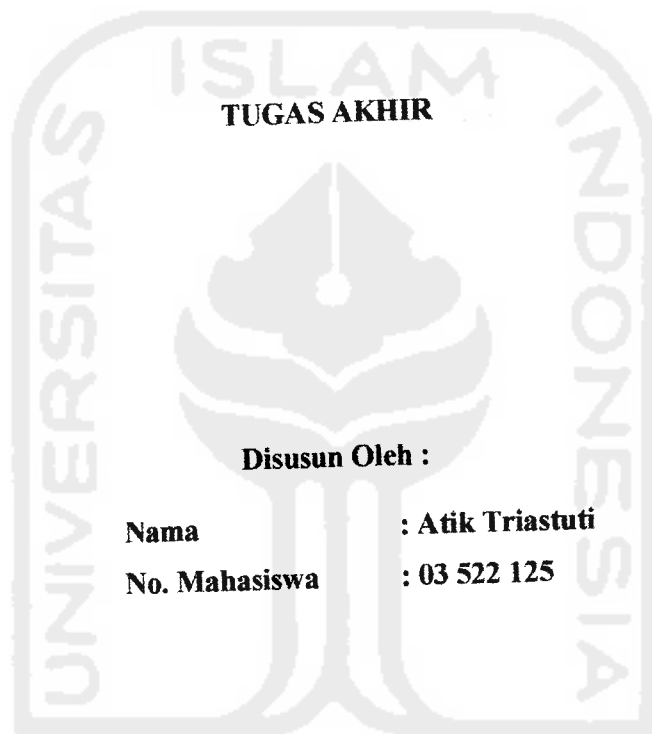 UNIVERSITAS ISLAM INDONESIA
TUGAS AKHIR
Disusun Oleh :
Nama : Atik Triastuti
No. Mahasiswa : 03 522 125